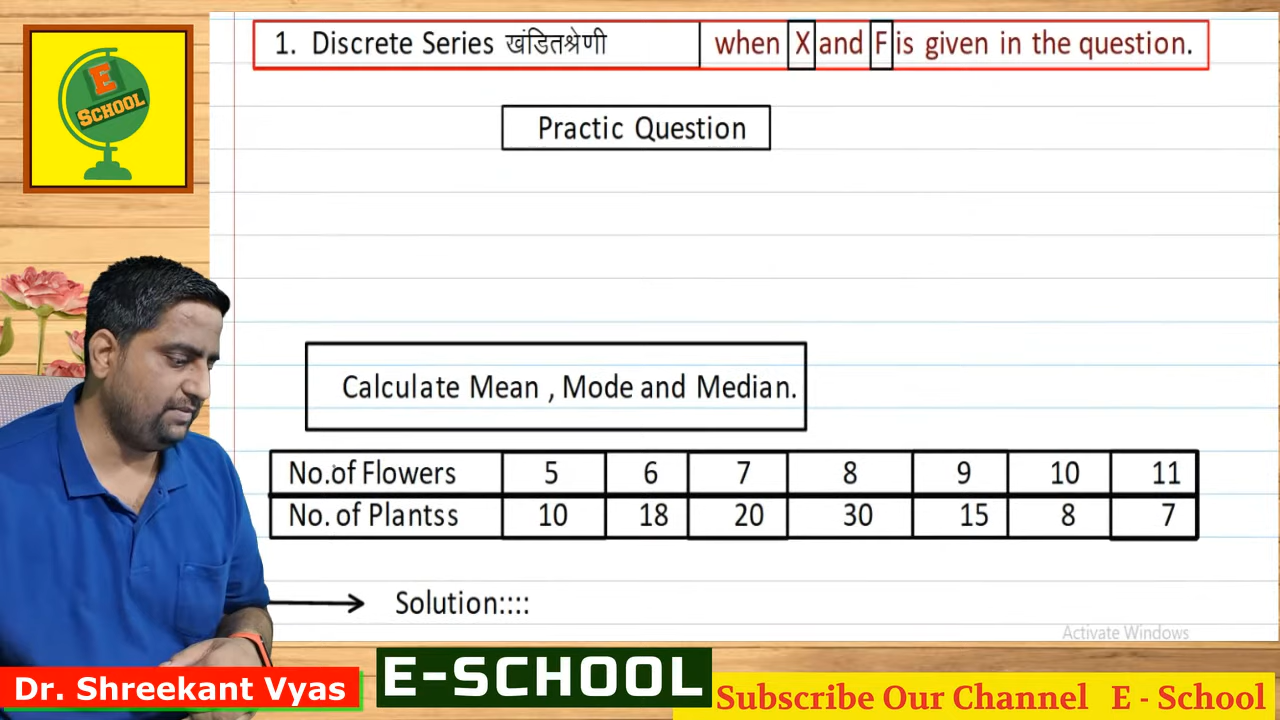 E
SCHOOL
1. Discrete Series खंडितश्रेणी when X and F is given in the question.
Practic Question
Calculate Mean , Mode and Median.
No.of Flowers 5 6 7 8 9 10 11
No. of Plantss 10 18 20 30 15 8 7
Solution::::
Activate Windows
Dr. Shreekant Vyas
E-SCHOOL
Subscribe Our Channel E - School